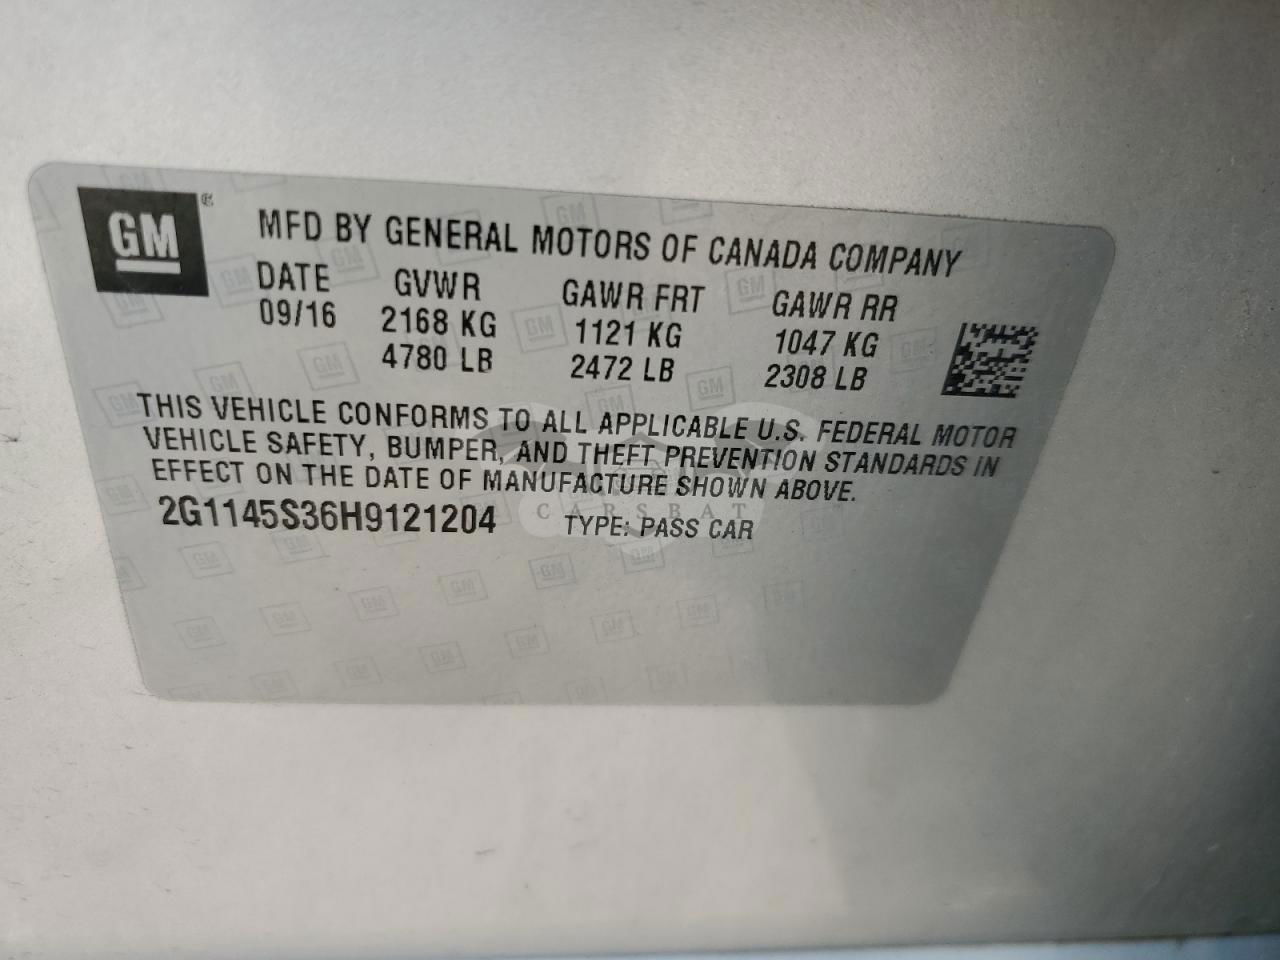 GM
MFD BY GENERAL MOTORS OF CANADA COMPANY
DATE GVWR GAWR FRT GAWR RR
09/16 2168 KG 1121 KG 1047 KG
4780 LB 2472 LB 2308 LB
THIS VEHICLE CONFORMS TO ALL APPLICABLE U.S. FEDERAL MOTOR
VEHICLE SAFETY, BUMPER, AND THEFT PREVENTION STANDARDS IN
EFFECT ON THE DATE OF MANUFACTURE SHOWN ABOVE.
2G1145S36H9121204 TYPE: PASS CAR
CARSBAT